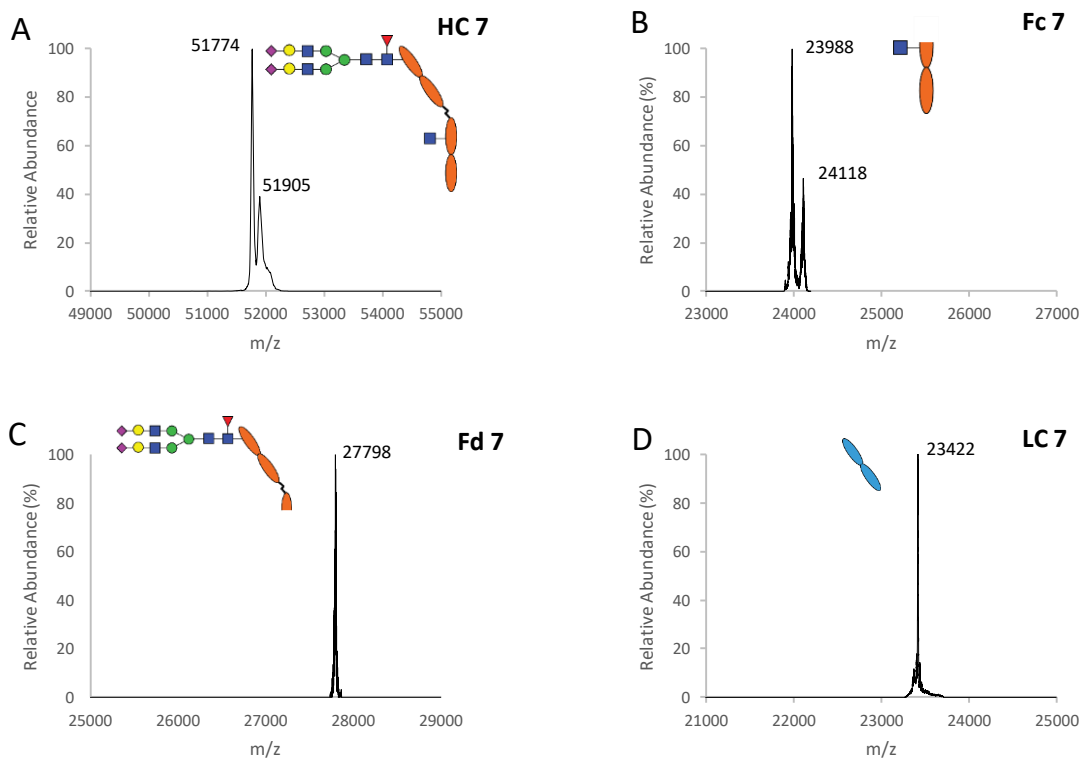 A
HC 7
51774
51905
Relative Abundance
100
80
60
40
20
0
49000 50000 51000 52000 53000 54000 55000
m/z
B
Fc 7
23988
24118
Relative Abundance (%)
100
80
60
40
20
0
23000 24000 25000 26000 27000
m/z
C
Fd 7
27798
Relative Abundance (%)
100
80
60
40
20
0
25000 26000 27000 28000 29000
m/z
D
LC 7
23422
Relative Abundance (%)
100
80
60
40
20
0
21000 22000 23000 24000 25000
m/z